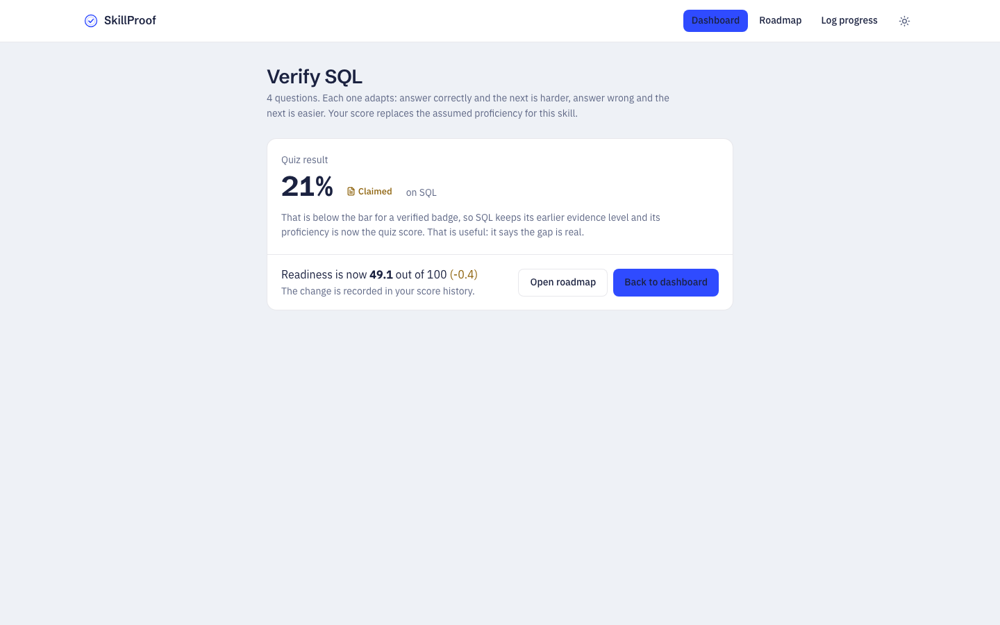 SkillProof
Dashboard
Roadmap
Log progress
Verify SQL
4 questions. Each one adapts: answer correctly and the next is harder, answer wrong and the
next is easier. Your score replaces the assumed proficiency for this skill.
Quiz result
21% Claimed on SQL
That is below the bar for a verified badge, so SQL keeps its earlier evidence level and its
proficiency is now the quiz score. That is useful: it says the gap is real.
Readiness is now 49.1 out of 100 (-0.4)
The change is recorded in your score history.
Open roadmap
Back to dashboard